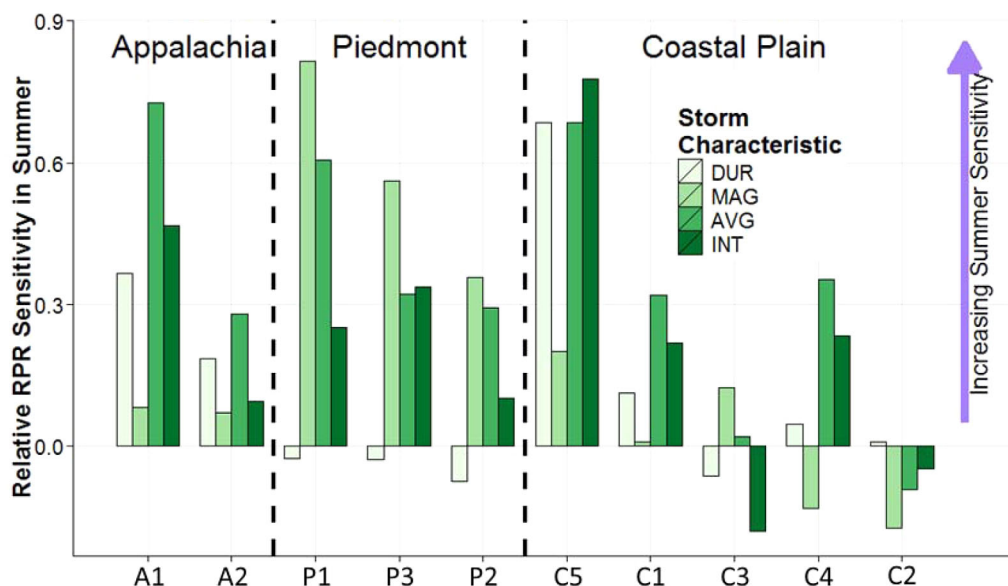 Relative RPR Sensitivity in Summer
0.9
0.6
0.3
0.0
Appalachia
Piedmont
Coastal Plain
Storm
Characteristic
DUR
MAG
AVG
INT
Increasing Summer Sensitivity
A1
A2
P1
P3
P2
C5
C1
C3
C4
C2